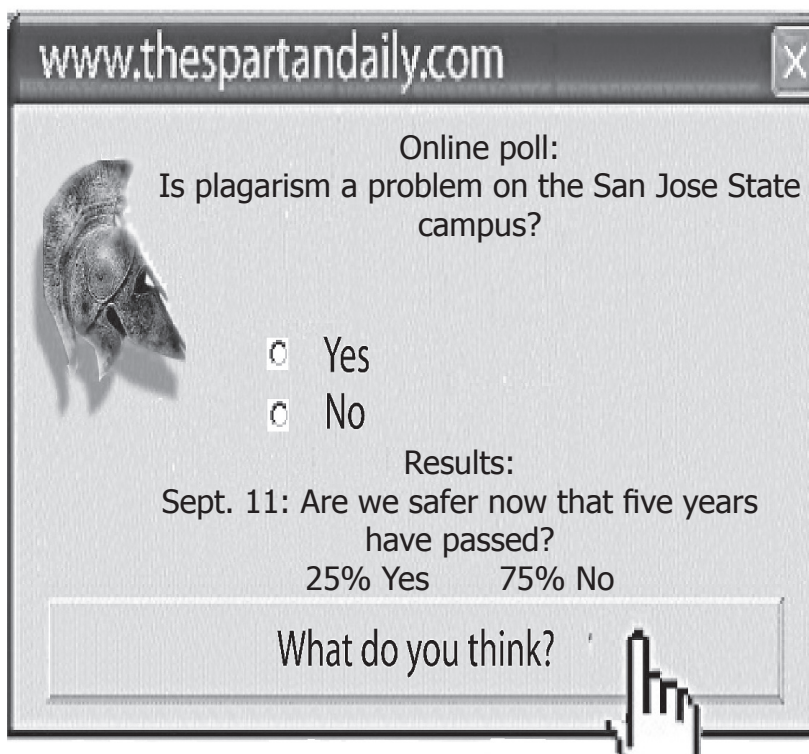 www.thespartandaily.com
X
Online poll:
Is plagarism a problem on the San Jose State
campus?
Yes
No
Results:
Sept. 11: Are we safer now that five years
have passed?
25% Yes 75% No
What do you think?